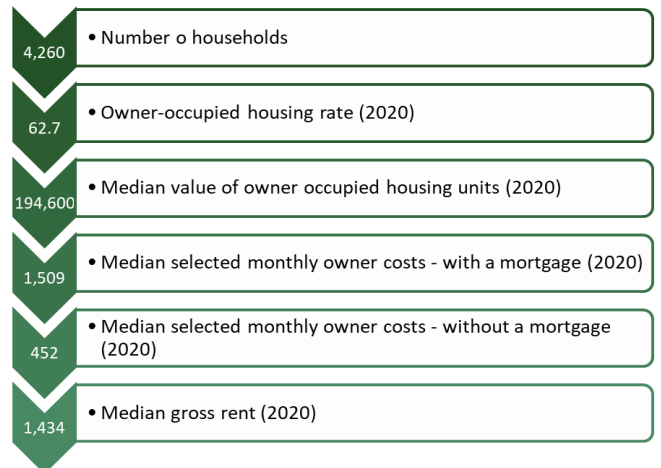 4,260
• Number o households
62.7
• Owner-occupied housing rate (2020)
194,600
• Median value of owner occupied housing units (2020)
1,509
• Median selected monthly owner costs - with a mortgage (2020)
452
• Median selected monthly owner costs - without a mortgage
(2020)
1,434
• Median gross rent (2020)